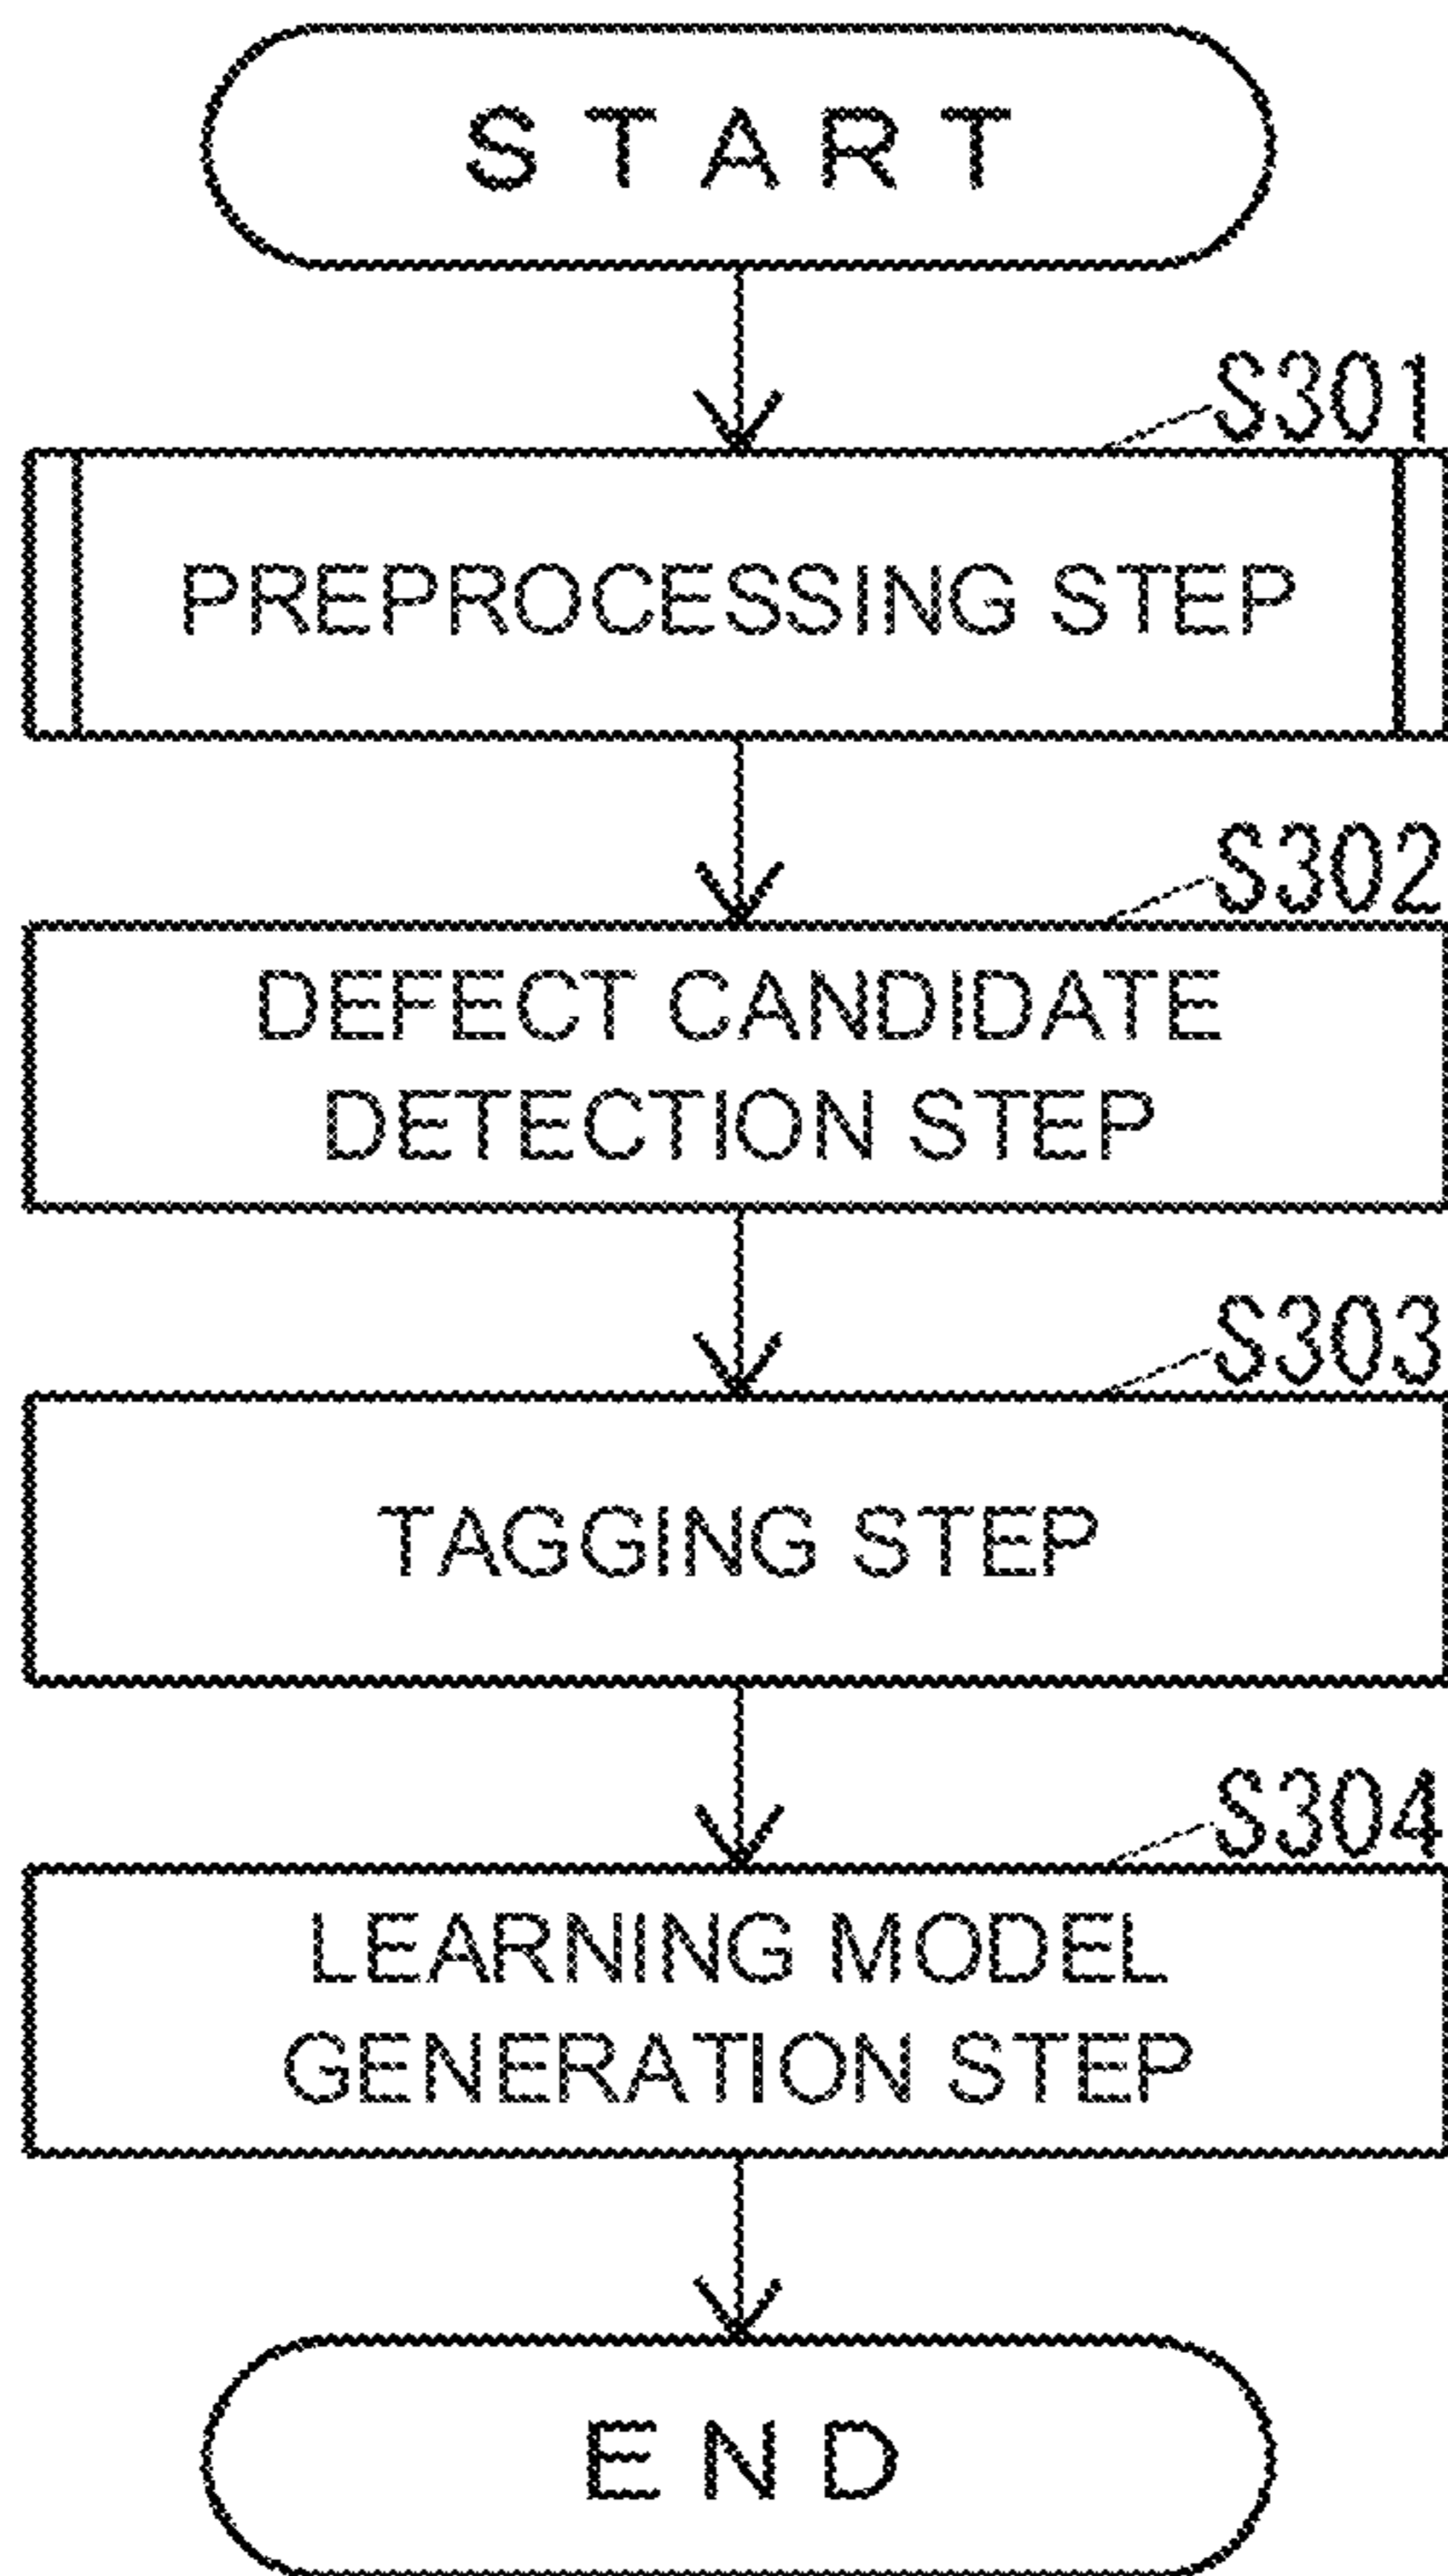 START
S301
PREPROCESSING STEP
S302
DEFECT CANDIDATE
DETECTION STEP
S303
TAGGING STEP
S304
LEARNING MODEL
GENERATION STEP
END